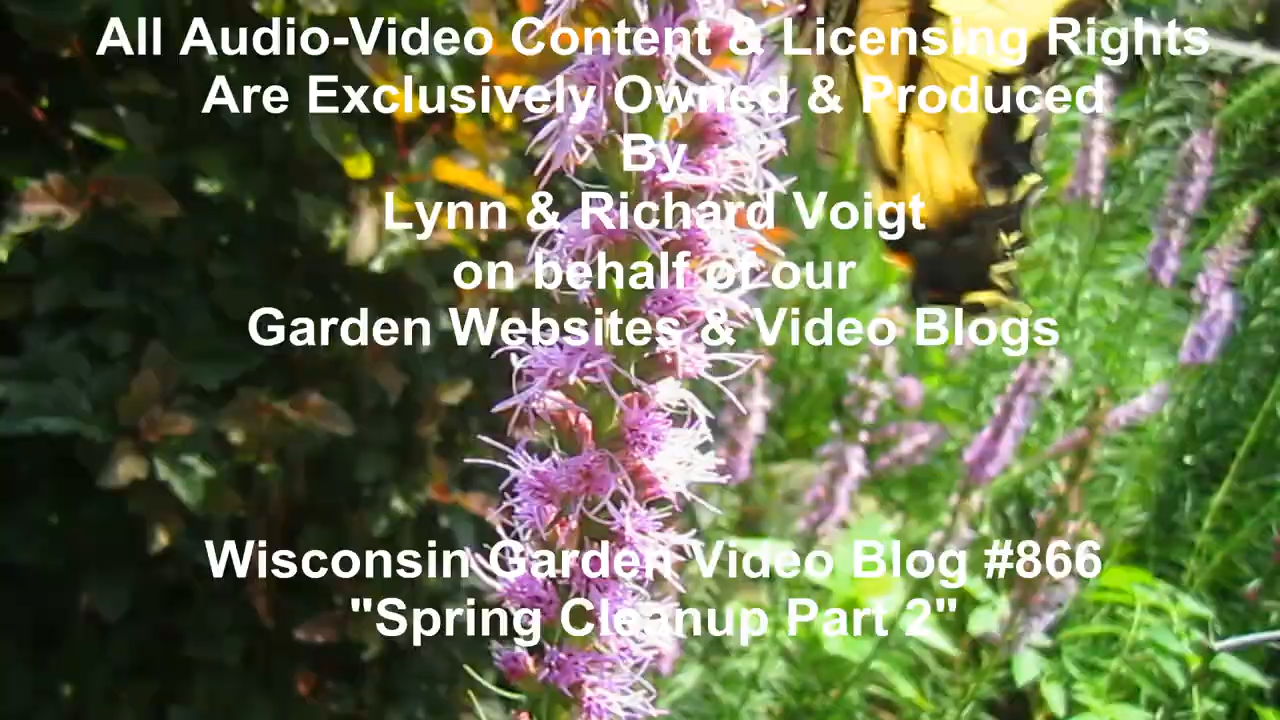 All Audio-Video Content & Licensing Rights
Are Exclusively Owned & Produced
By
Lynn & Richard Voigt
on behalf of our
Garden Websites & Video Blogs
Wisconsin Garden Video Blog #866
"Spring Cleanup Part 2"